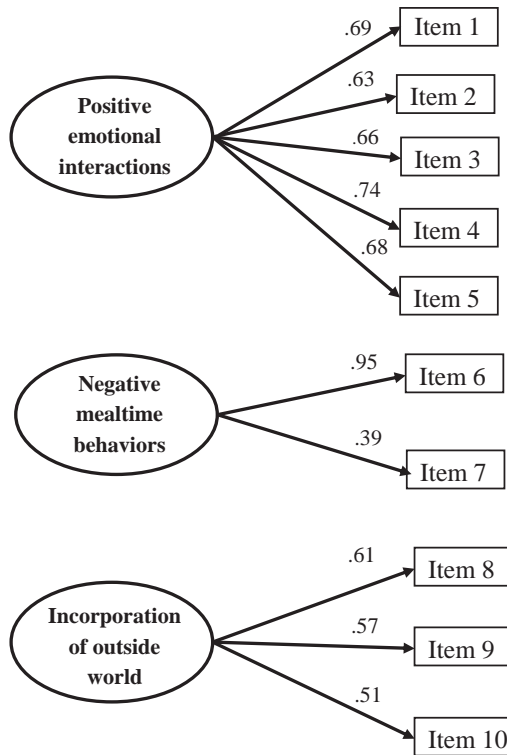 .69
Item 1
.63
Item 2
Positive
emotional
interactions
.66
Item 3
.74
Item 4
.68
Item 5
Negative
mealtime
behaviors
.95
Item 6
.39
Item 7
Incorporation
of outside
world
.61
Item 8
.57
Item 9
.51
Item 10